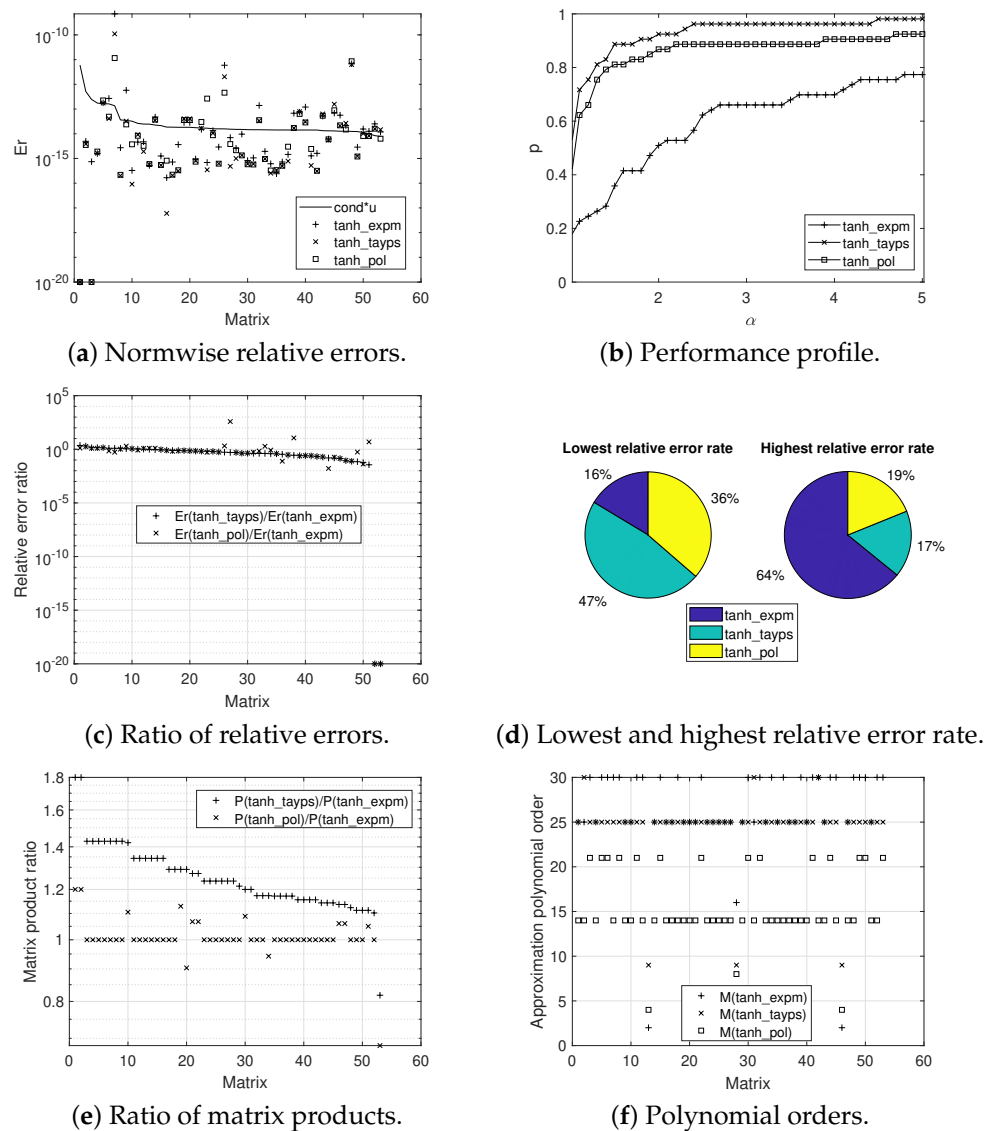 10^-10
10^-15
10^-20
Er
cond*u
tanh_expm
tanh_tayps
tanh_pol
0 10 20 30 40 50 60
Matrix
(a) Normwise relative errors.
1
0.8
0.6
0.4
0.2
0
p
tanh_expm
tanh_tayps
tanh_pol
2 3 4 5
α
(b) Performance profile.
10^5
10^0
10^-5
10^-10
10^-15
10^-20
Relative error ratio
Er(tanh_tayps)/Er(tanh_expm)
Er(tanh_pol)/Er(tanh_expm)
0 10 20 30 40 50 60
Matrix
(c) Ratio of relative errors.
Lowest relative error rate
16%
36%
47%
Highest relative error rate
19%
17%
64%
tanh_expm
tanh_tayps
tanh_pol
(d) Lowest and highest relative error rate.
1.8
1.4
1.2
1
0.8
Matrix product ratio
P(tanh_tayps)/P(tanh_expm)
P(tanh_pol)/P(tanh_expm)
0 10 20 30 40 50 60
Matrix
(e) Ratio of matrix products.
30
25
20
15
10
5
0
Approximation polynomial order
M(tanh_expm)
M(tanh_tayps)
M(tanh_pol)
0 10 20 30 40 50 60
Matrix
(f) Polynomial orders.